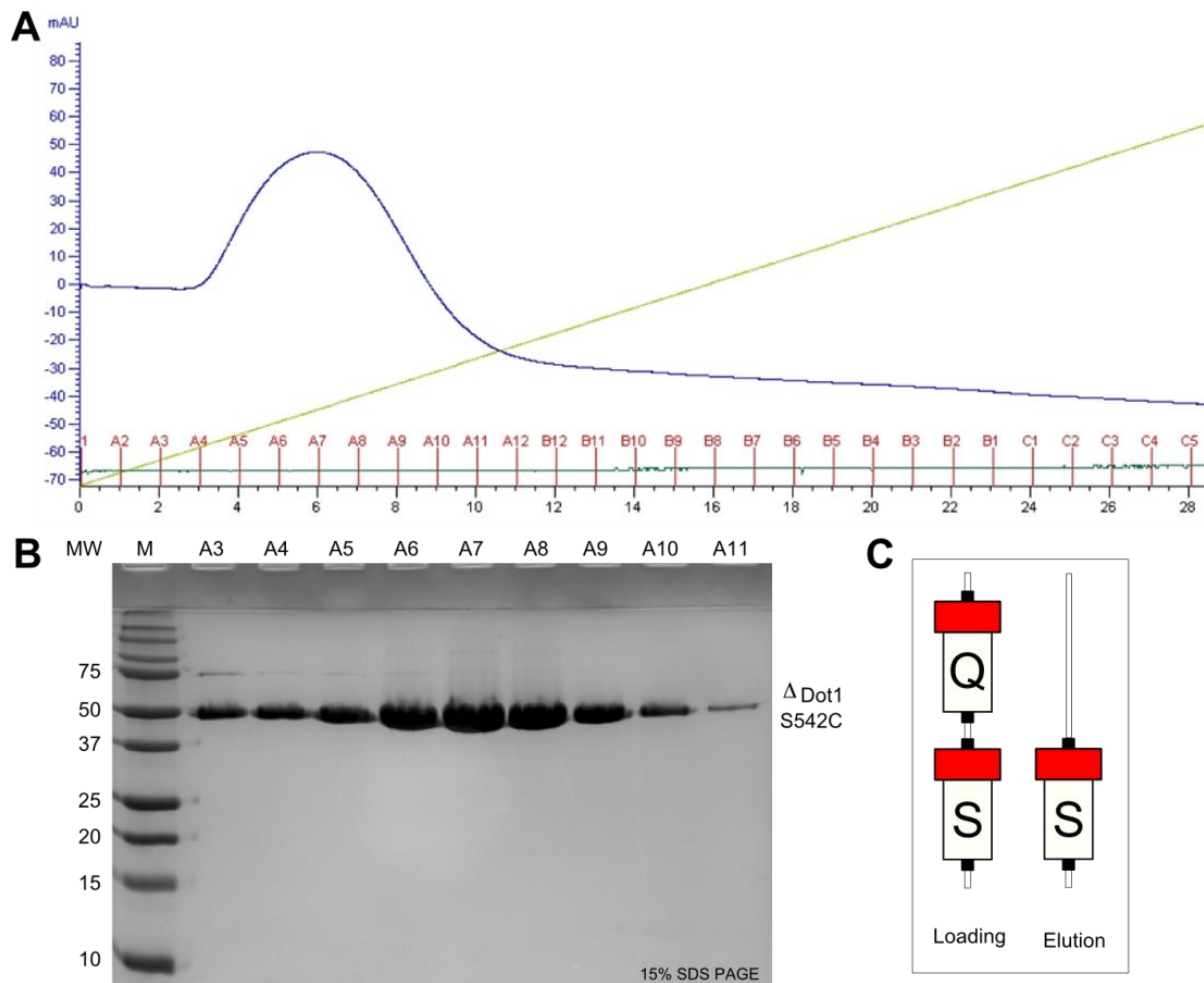 A
mAU
80
70
60
50
40
30
20
10
0
-10
-20
-30
-40
-50
-60
-70
1 A2 A3 A4 A5 A6 A7 A8 A9 A10 A11 A12 B12 B11 B10 B9 B8 B7 B6 B5 B4 B3 B2 B1 C1 C2 C3 C4 C5
0 2 4 6 8 10 12 14 16 18 20 22 24 26 28
B
MW M A3 A4 A5 A6 A7 A8 A9 A10 A11
75
50
37
25
20
15
10
Δ Dot1
S542C
15% SDS PAGE
C
Q
S S
Loading Elution